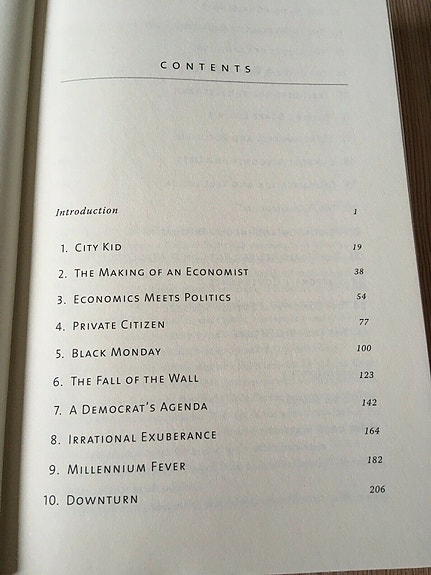 CONTENTS
Introduction 1
1. CITY KID 19
2. THE MAKING OF AN ECONOMIST 38
3. ECONOMICS MEETS POLITICS 54
4. PRIVATE CITIZEN 77
5. BLACK MONDAY 100
6. THE FALL OF THE WALL 123
7. A DEMOCRAT'S AGENDA 142
8. IRRATIONAL EXUBERANCE 164
9. MILLENNIUM FEVER 182
10. DOWNTURN 206